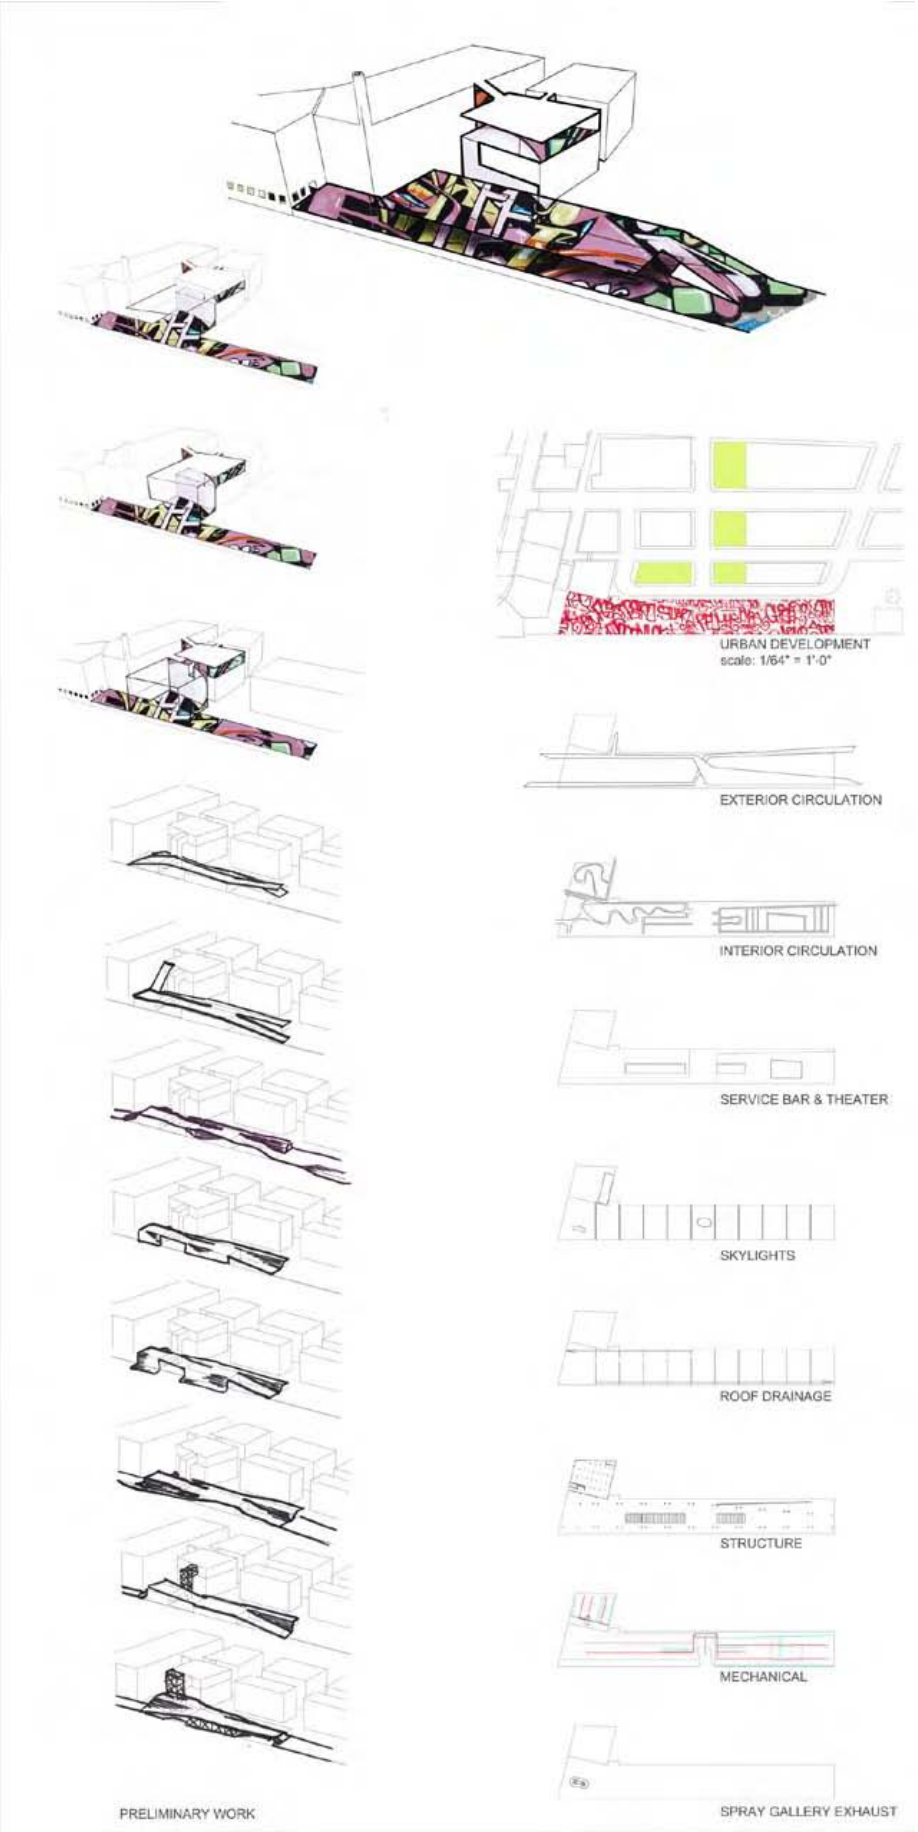 URBAN DEVELOPMENT
scale: 1/64" = 1'-0"
EXTERIOR CIRCULATION
INTERIOR CIRCULATION
SERVICE BAR & THEATER
SKYLIGHTS
ROOF DRAINAGE
STRUCTURE
MECHANICAL
PRELIMINARY WORK
SPRAY GALLERY EXHAUST